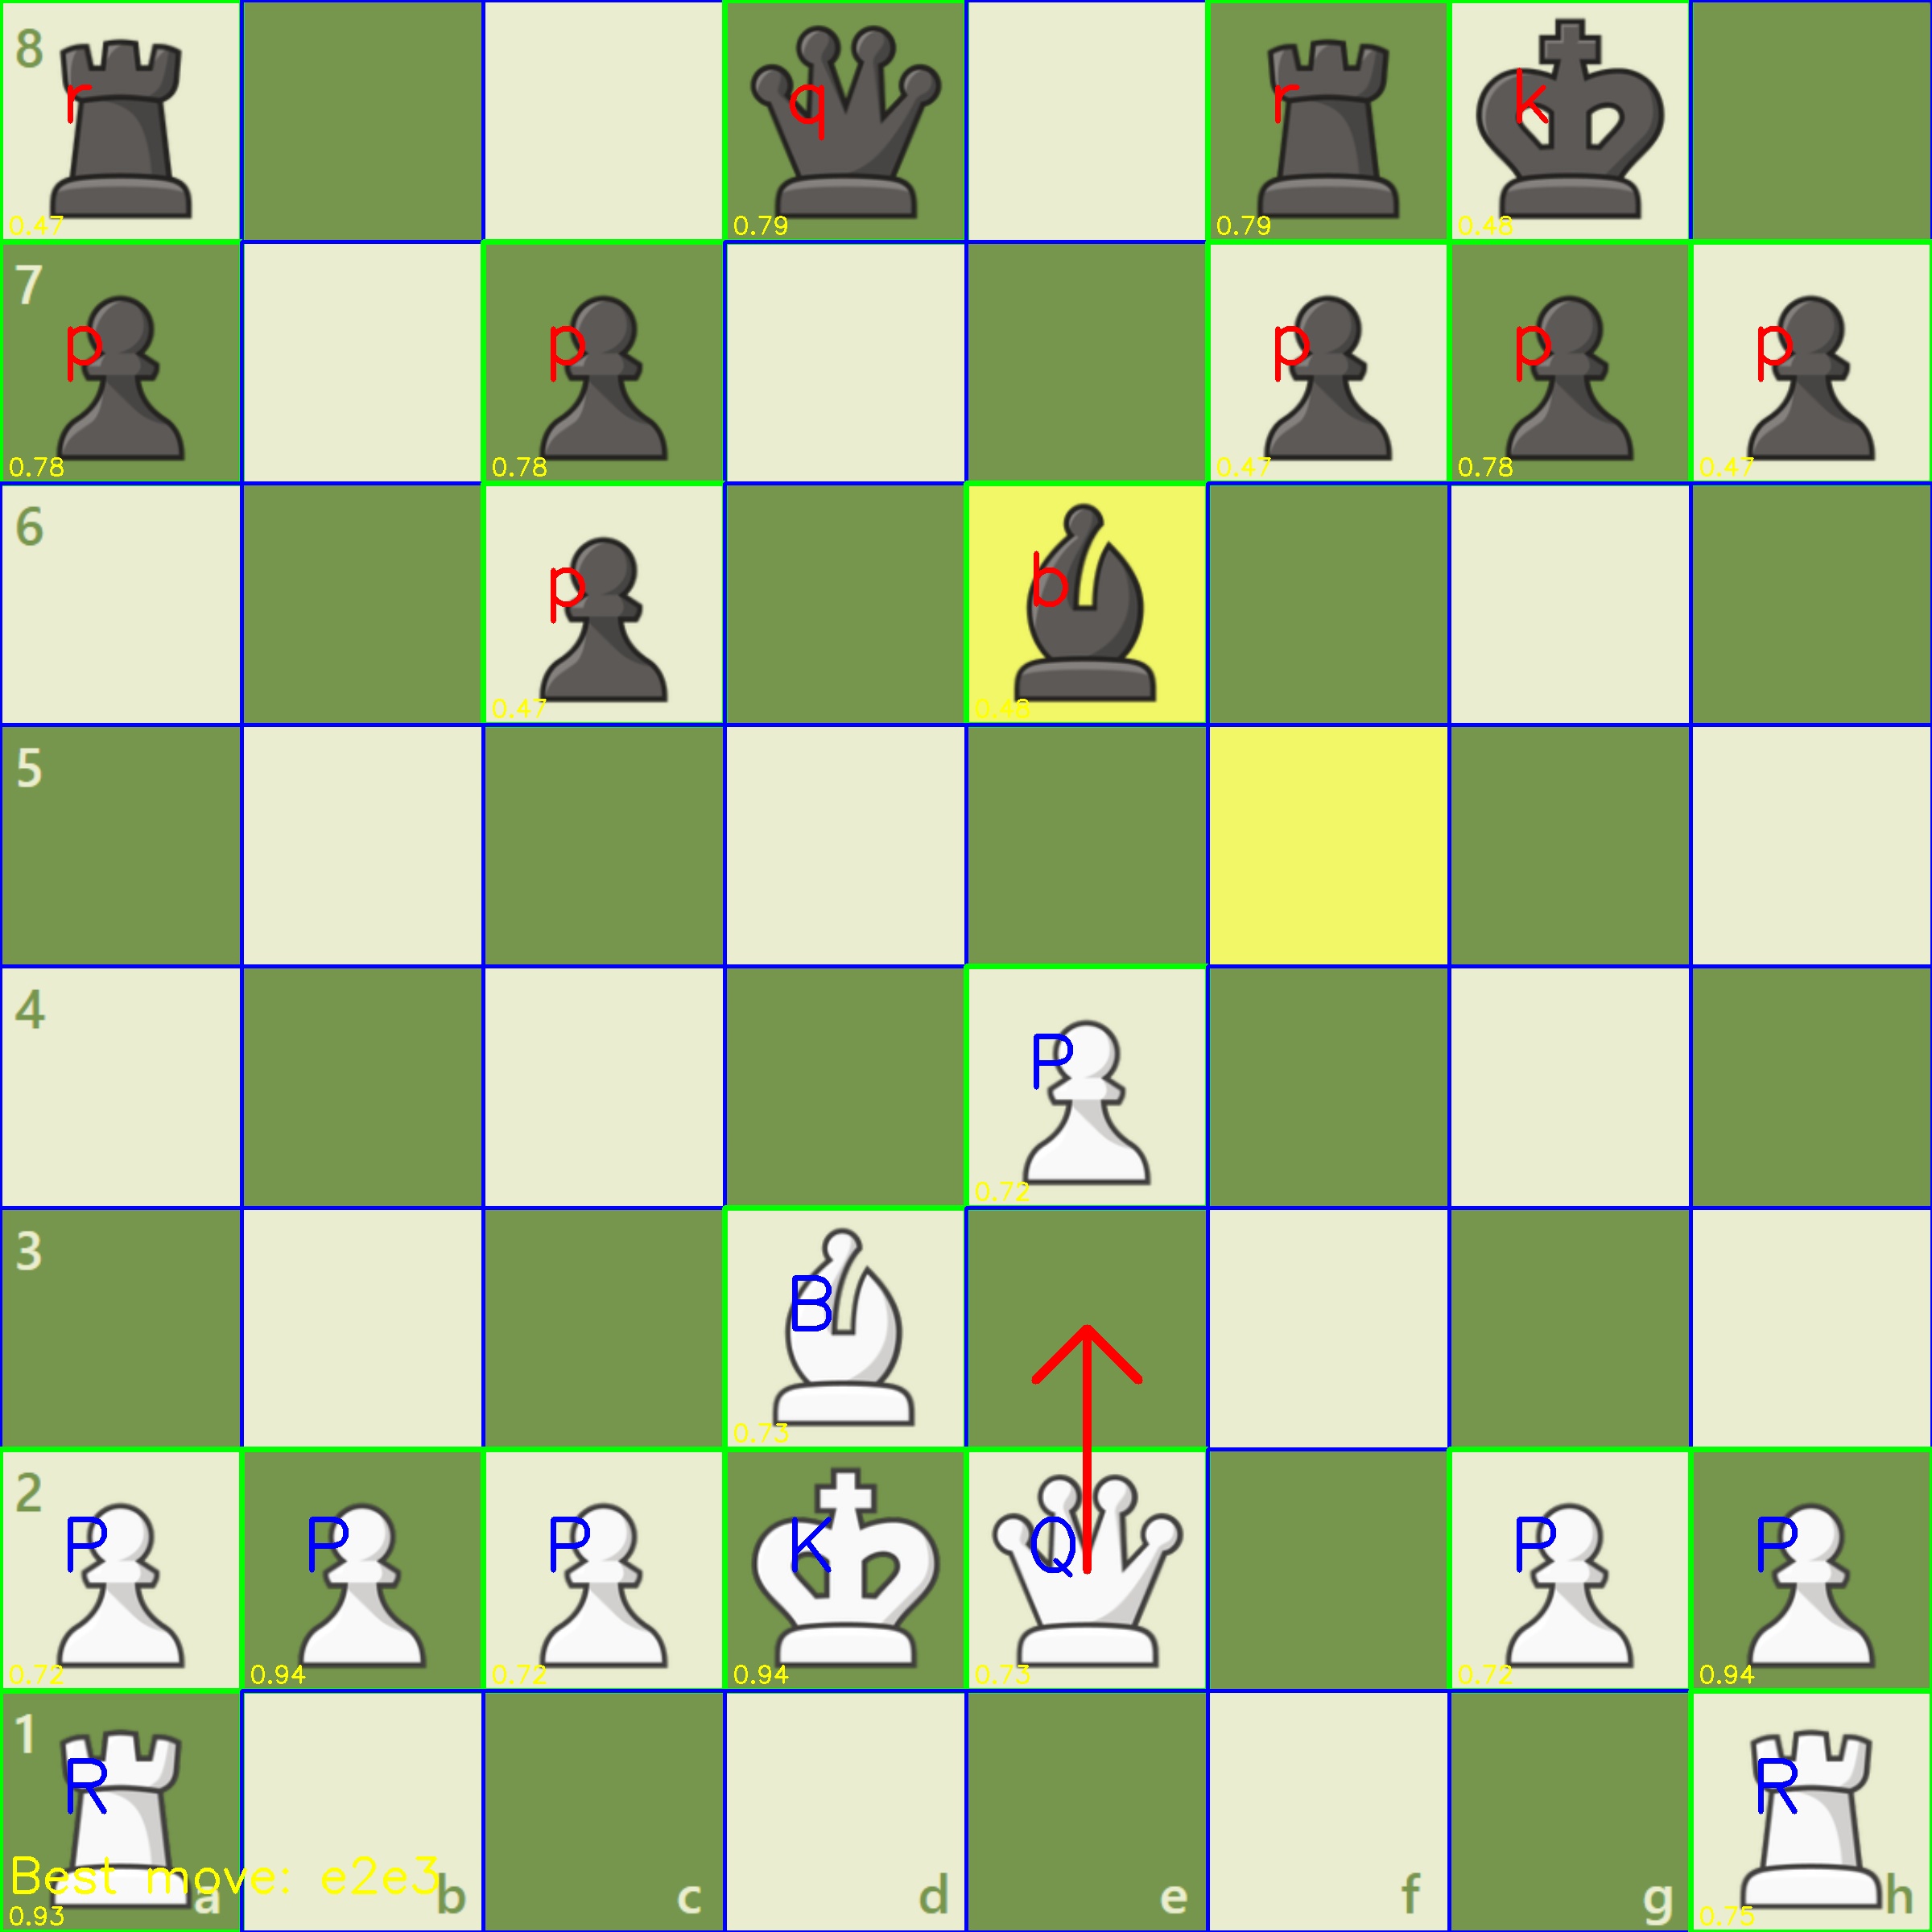 8 r q r k
0.47 0.79 0.79 0.48
7 p p p p p
0.78 0.78 0.47 0.78 0.47
6 p b
0.47 0.48
5
4 P
0.72
3 B
0.73
2 P P P K Q P P
0.72 0.94 0.72 0.94 0.73 0.72 0.94
1 R R
Best move: e2e3
a b c d e f g h
0.93 0.75